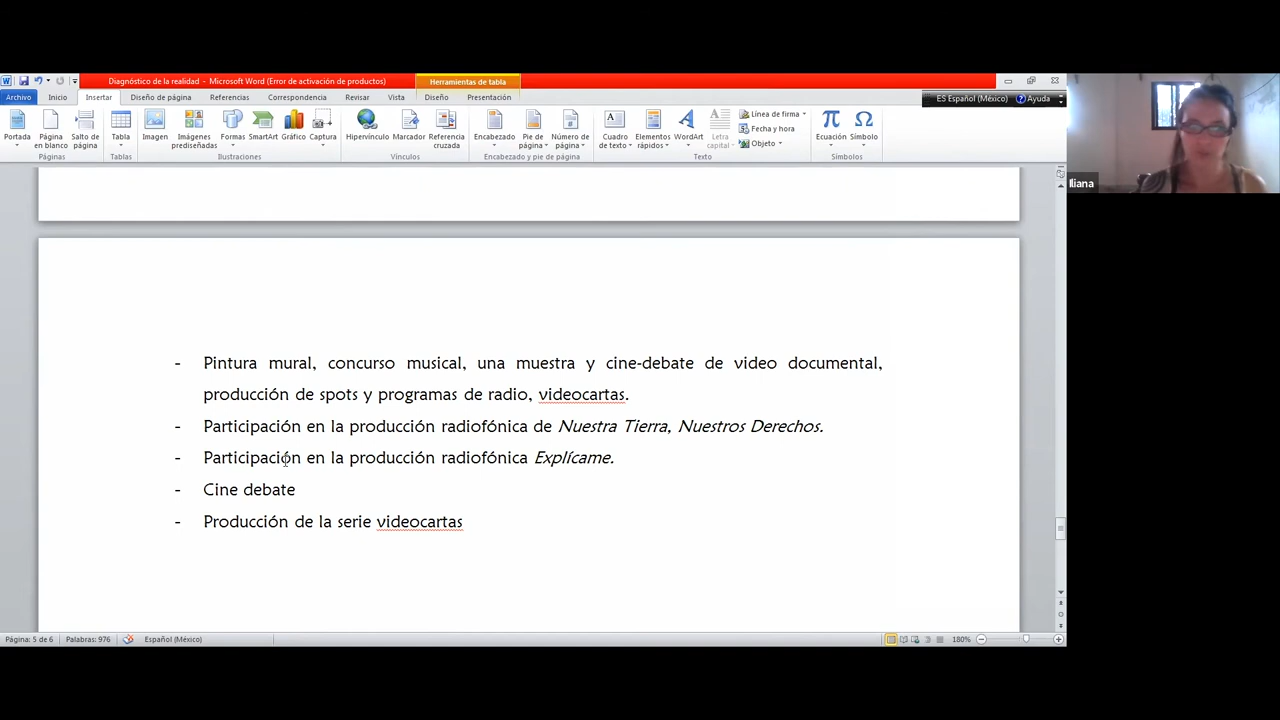 Diagnóstico de la realidad - Microsoft Word (Error de activación de productos)
Herramientas de tabla
Archivo Inicio Insertar Diseño de página Referencias Correspondencia Revisar Vista Diseño Presentación
ES Español (México) Ayuda
Portada Página en blanco Salto de página
Páginas
Tabla
Tablas
Imagen Imágenes prediseñadas Formas SmartArt Gráfico Captura
Ilustraciones
Hipervínculo Marcador Referencia cruzada
Vínculos
Encabezado Pie de página Número de página
Encabezado y pie de página
Cuadro de texto Elementos rápidos WordArt Letra capital
Línea de firma
Fecha y hora
Objeto
Texto
Ecuación Símbolo
Símbolos
Iliana
- Pintura mural, concurso musical, una muestra y cine-debate de video documental,
producción de spots y programas de radio, videocartas.
- Participación en la producción radiofónica de Nuestra Tierra, Nuestros Derechos.
- Participación en la producción radiofónica Explícame.
- Cine debate
- Producción de la serie videocartas
Página: 5 de 6 Palabras: 976 Español (México) 180%